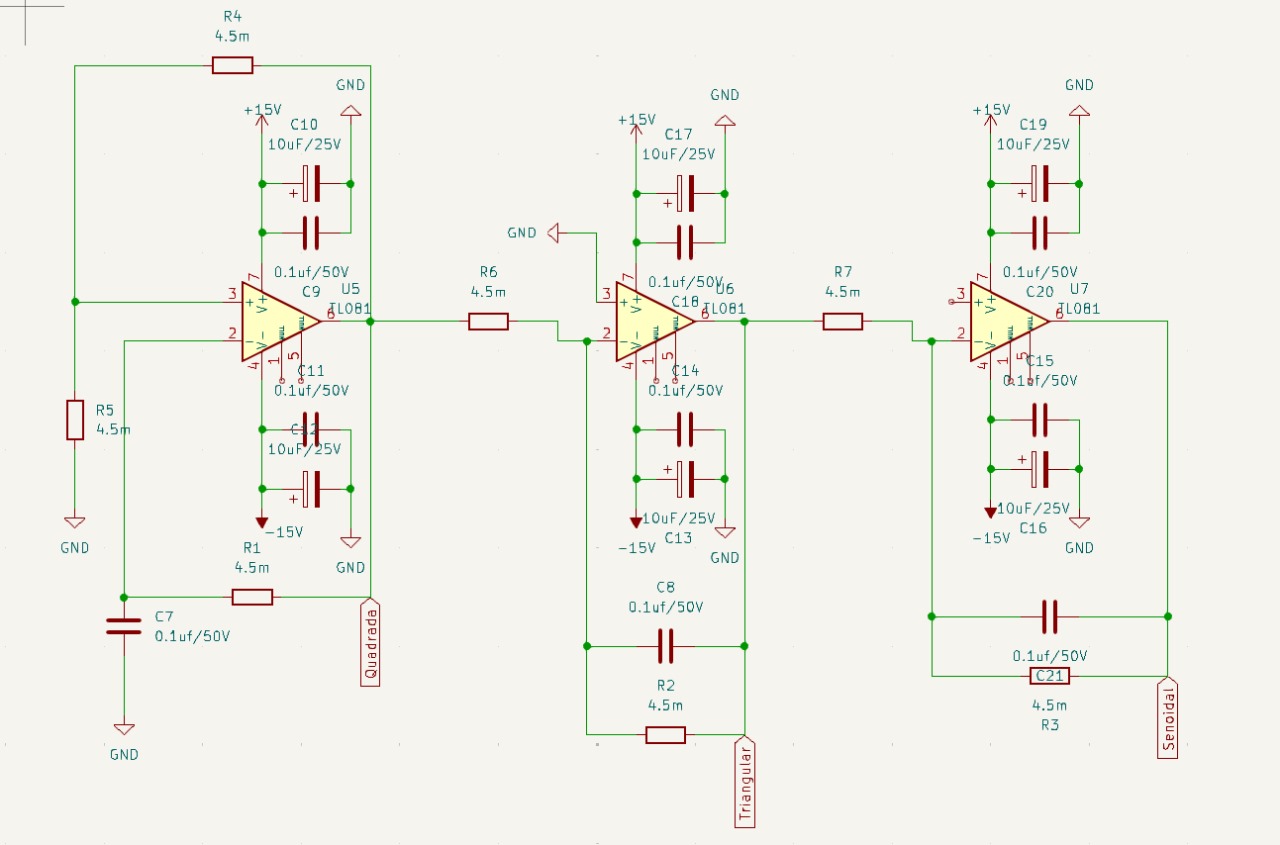 R4
4.5m
GND
+15V
C10
10uF/25V
0.1uf/50V
C9
U5
TL081
7
3
2
6
4
1
5
V+
V-
C11
0.1uf/50V
C12
10uF/25V
-15V
GND
R5
4.5m
GND
R1
4.5m
C7
0.1uf/50V
GND
Quadrada
R6
4.5m
GND
GND
+15V
C17
10uF/25V
0.1uf/50V
C18
U6
TL081
7
3
2
6
4
1
5
V+
V-
C14
0.1uf/50V
10uF/25V
C13
-15V
GND
C8
0.1uf/50V
R2
4.5m
Triangular
R7
4.5m
GND
+15V
C19
10uF/25V
0.1uf/50V
C20
U7
TL081
7
3
2
6
4
1
5
V+
V-
C15
0.1uf/50V
10uF/25V
C16
-15V
GND
0.1uf/50V
C21
4.5m
R3
Senoidal